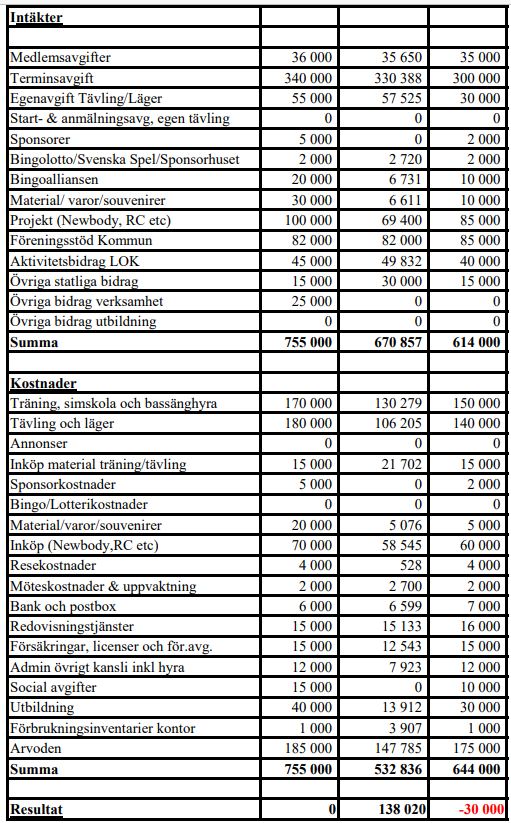 Intäkter
Medlemsavgifter 36 000 35 650 35 000
Terminsavgift 340 000 330 388 300 000
Egenavgift Tävling/Läger 55 000 57 525 30 000
Start- & anmälningsavg, egen tävling 0 0 0
Sponsorer 5 000 0 2 000
Bingolotto/Svenska Spel/Sponsorhuset 2 000 2 720 2 000
Bingoalliansen 20 000 6 731 10 000
Material/ varor/souvenirer 30 000 6 611 10 000
Projekt (Newbody, RC etc) 100 000 69 400 85 000
Föreningsstöd Kommun 82 000 82 000 85 000
Aktivitetsbidrag LOK 45 000 49 832 40 000
Övriga statliga bidrag 15 000 30 000 15 000
Övriga bidrag verksamhet 25 000 0 0
Övriga bidrag utbildning 0 0 0
Summa 755 000 670 857 614 000
Kostnader
Träning, simskola och bassänghyra 170 000 130 279 150 000
Tävling och läger 180 000 106 205 140 000
Annonser 0 0 0
Inköp material träning/tävling 15 000 21 702 15 000
Sponsorkostnader 5 000 0 2 000
Bingo/Lotterikostnader 0 0 0
Material/varor/souvenirer 20 000 5 076 5 000
Inköp (Newbody,RC etc) 70 000 58 545 60 000
Resekostnader 4 000 528 4 000
Möteskostnader & uppvaktning 2 000 2 700 2 000
Bank och postbox 6 000 6 599 7 000
Redovisningstjänster 15 000 15 133 16 000
Försäkringar, licenser och för.avg. 15 000 12 543 15 000
Admin övrigt kansli inkl hyra 12 000 7 923 12 000
Social avgifter 15 000 0 10 000
Utbildning 40 000 13 912 30 000
Förbrukningsinventarier kontor 1 000 3 907 1 000
Arvoden 185 000 147 785 175 000
Summa 755 000 532 836 644 000
Resultat 0 138 020 -30 000